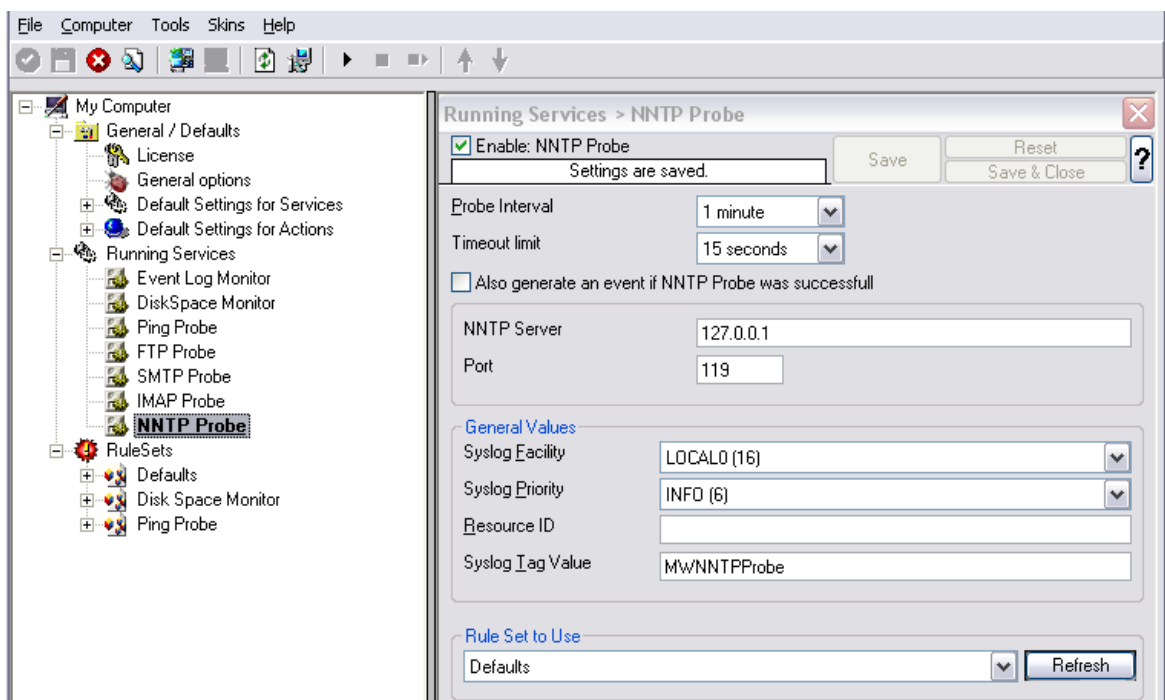 File Computer Tools Skins Help
My Computer
General / Defaults
License
General options
Default Settings for Services
Default Settings for Actions
Running Services
Event Log Monitor
DiskSpace Monitor
Ping Probe
FTP Probe
SMTP Probe
IMAP Probe
NNTP Probe
RuleSets
Defaults
Disk Space Monitor
Ping Probe
Running Services > NNTP Probe
Enable: NNTP Probe
Settings are saved.
Save
Reset
Save & Close
?
Probe Interval
1 minute
Timeout limit
15 seconds
Also generate an event if NNTP Probe was successfull
NNTP Server
127.0.0.1
Port
119
General Values
Syslog Facility
LOCAL0 (16)
Syslog Priority
INFO (6)
Resource ID
Syslog Tag Value
MWNNTPProbe
Rule Set to Use
Defaults
Refresh